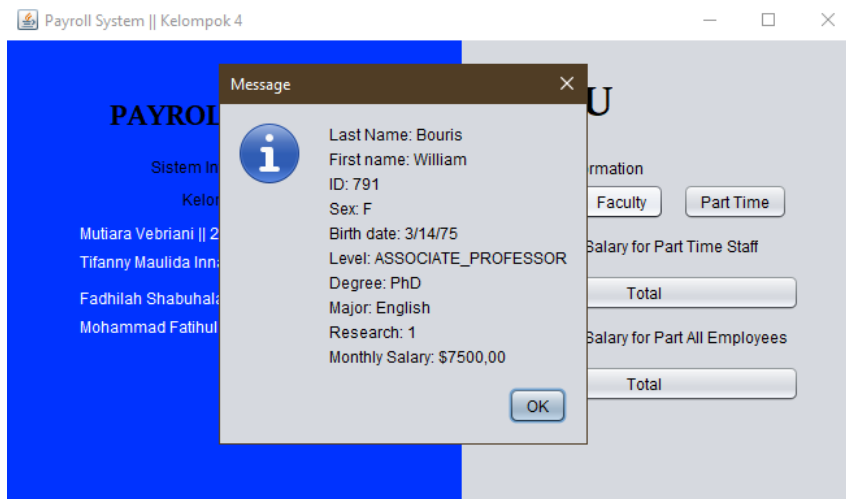 Payroll System || Kelompok 4
PAYROL
U
Sistem In
rmation
Kelor
Faculty
Part Time
Mutiara Vebriani || 2
Tifanny Maulida Inn
Fadhilah Shabuhala
Mohammad Fatihul
Salary for Part Time Staff
Total
Salary for Part All Employees
Total
Message
Last Name: Bouris
First name: William
ID: 791
Sex: F
Birth date: 3/14/75
Level: ASSOCIATE_PROFESSOR
Degree: PhD
Major: English
Research: 1
Monthly Salary: $7500,00
OK